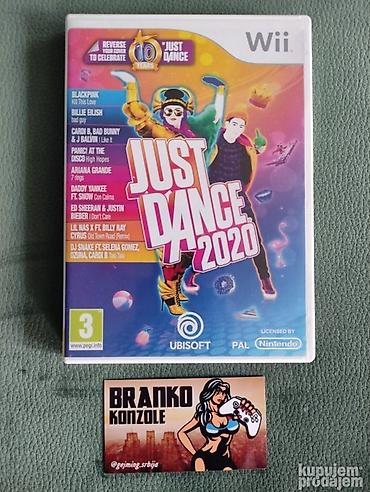 REVERSE
YOUR COVER
TO CELEBRATE
10
YEARS
JUST
DANCE
Wii
BLACKPINK
Kill This Love
BILLIE EILISH
bad guy
CARDI B, BAD BUNNY
& J BALVIN I Like It
PANIC! AT THE
DISCO High Hopes
ARIANA GRANDE
7 rings
DADDY YANKEE
FT. SNOW Con Calma
ED SHEERAN & JUSTIN
BIEBER I Don't Care
LIL NAS X FT. BILLY RAY
CYRUS Old Town Road (Remix)
DJ SNAKE FT. SELENA GOMEZ,
OZUNA, CARDI B Taki Taki
JUST
DANCE
2020
3
www.pegi.info
UBISOFT
PAL
LICENSED BY
Nintendo
BRANKO
KONZOLE
@gejming.srbija
kupujem
prodajem